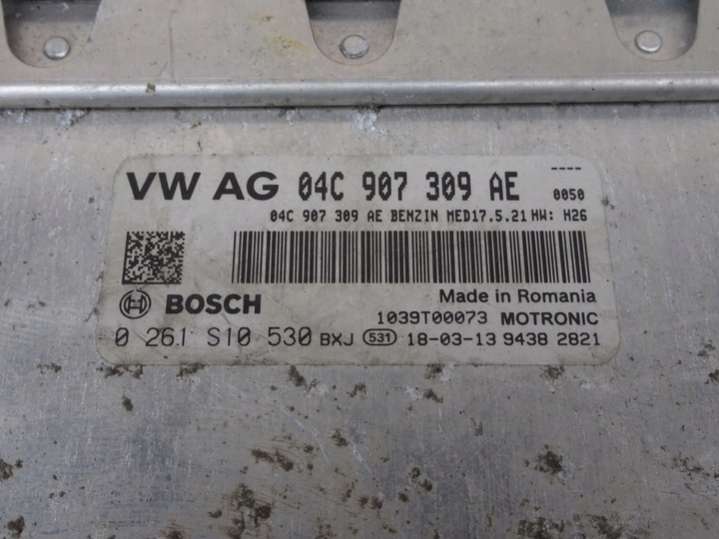 ----
VW AG 04C 907 309 AE 0050
04C 907 309 AE BENZIN MED17.5.21 HW: H26
BOSCH
Made in Romania
1039T00073 MOTRONIC
0 261 S10 530 BXJ 531 18-03-13 9438 2821